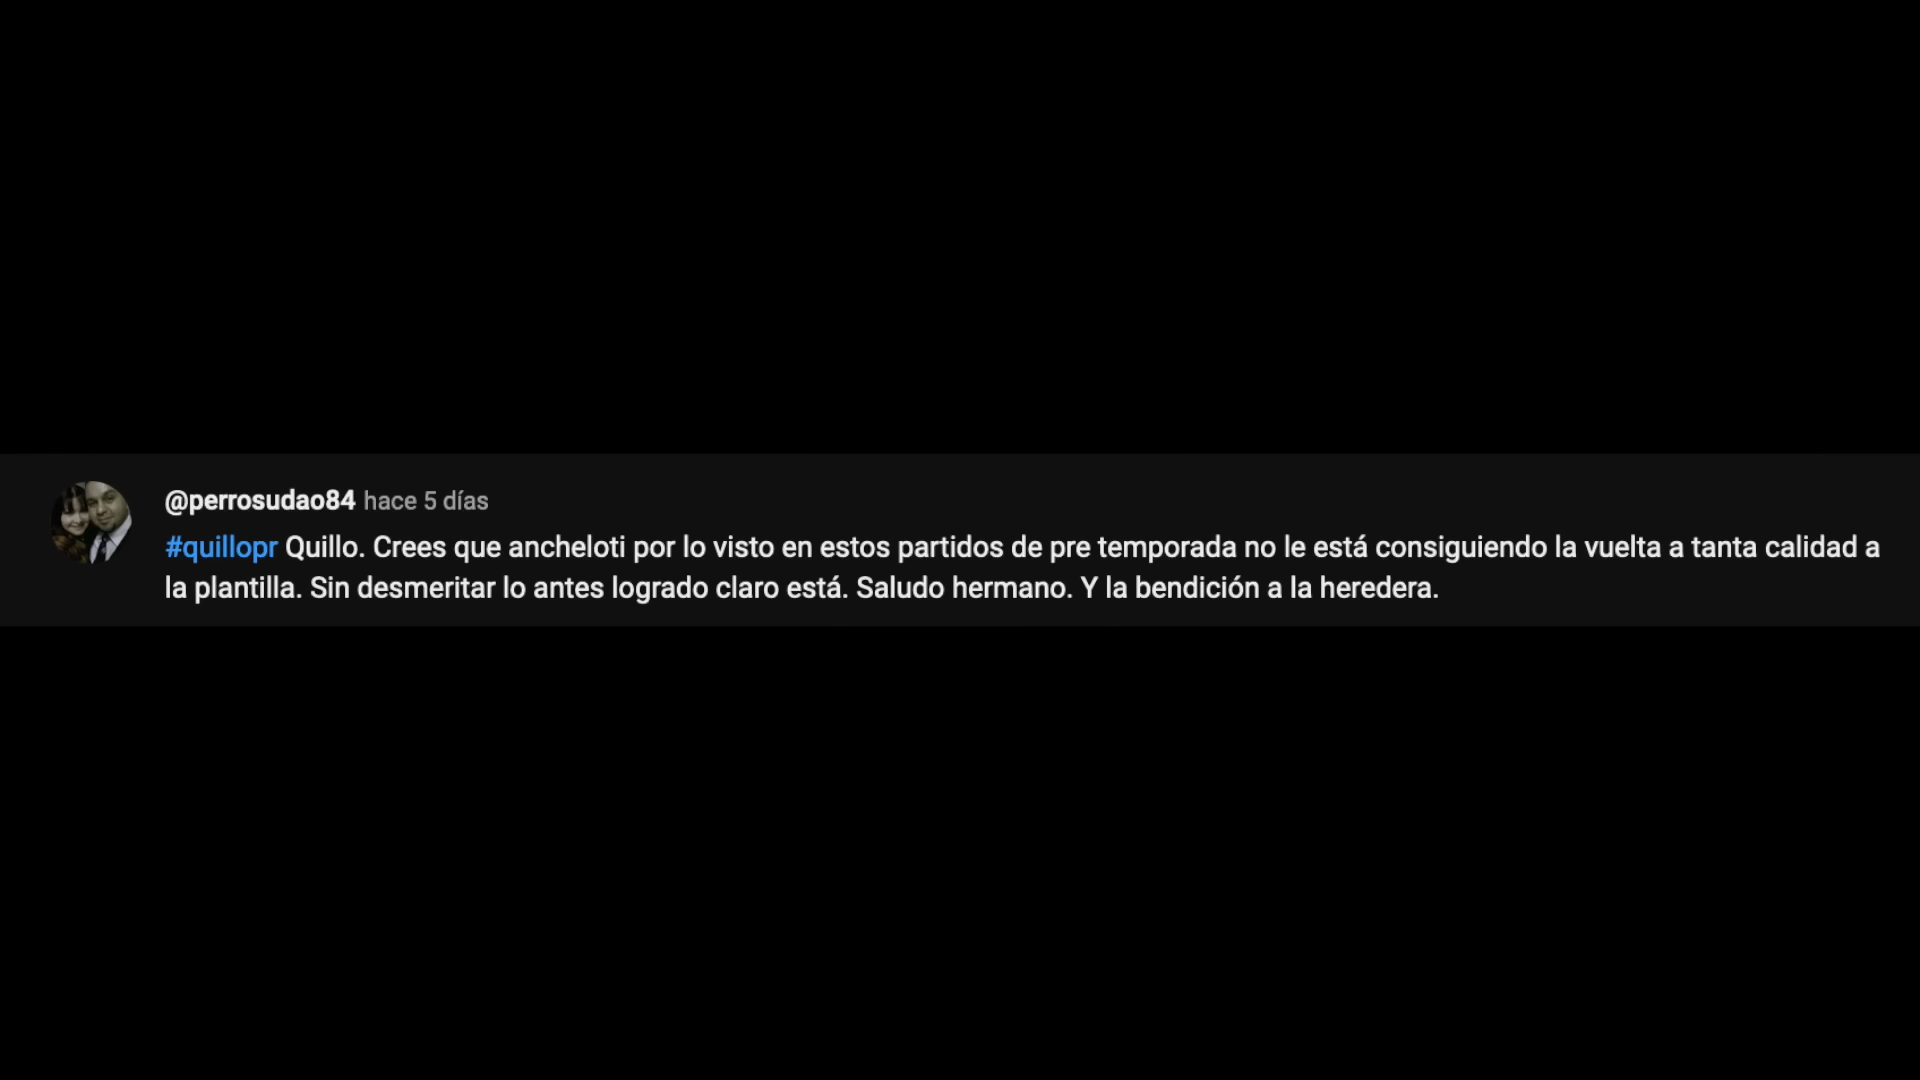 @perrosudao84 hace 5 días
#quillopr Quillo. Crees que ancheloti por lo visto en estos partidos de pre temporada no le está consiguiendo la vuelta a tanta calidad a
la plantilla. Sin desmeritar lo antes logrado claro está. Saludo hermano. Y la bendición a la heredera.